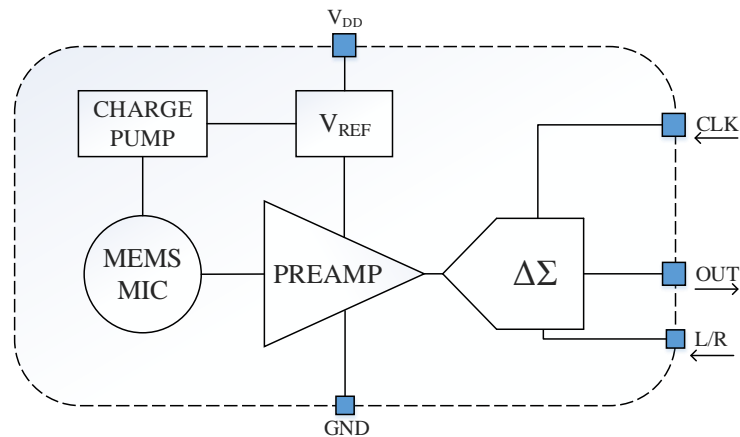 VDD
CHARGE
PUMP
VREF
CLK
MEMS
MIC
PREAMP
ΔΣ
OUT
L/R
GND